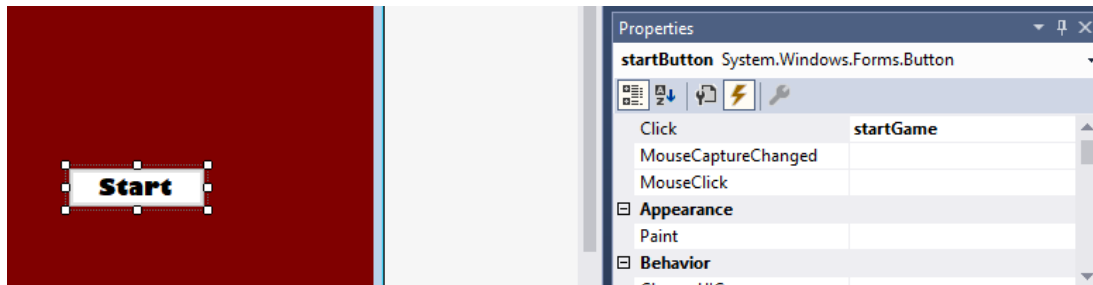 Start
Properties
startButton System.Windows.Forms.Button
Click startGame
MouseCaptureChanged
MouseClick
Appearance
Paint
Behavior